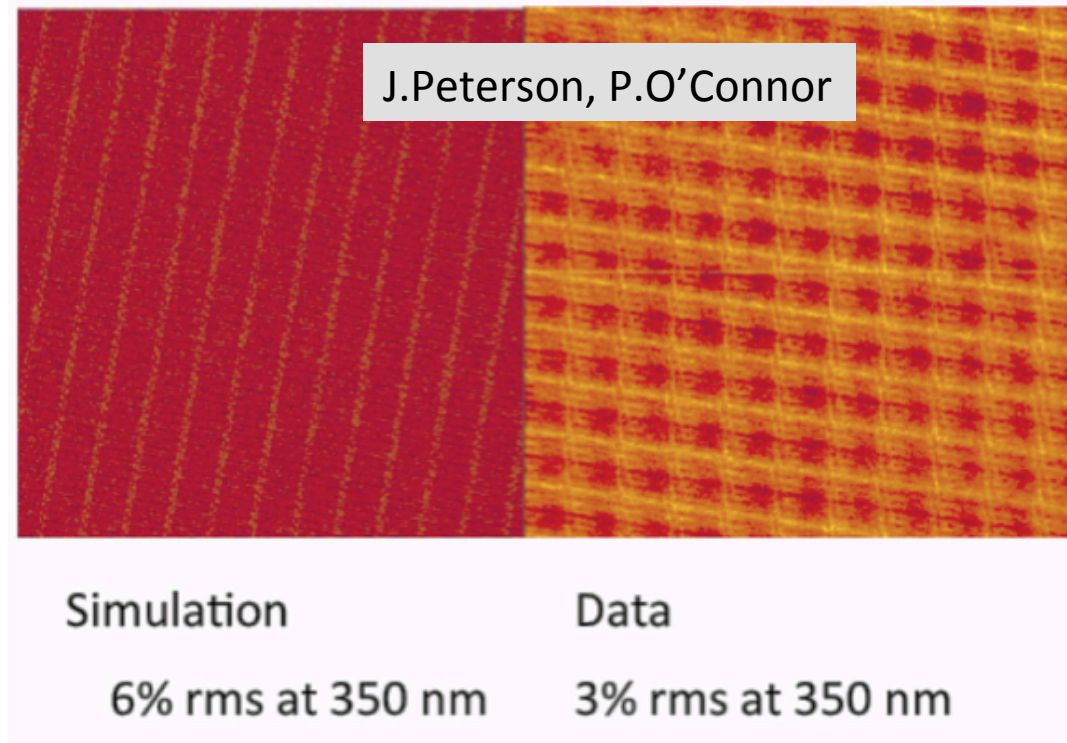 J.Peterson, P.O’Connor
Simulation
Data
6% rms at 350 nm
3% rms at 350 nm